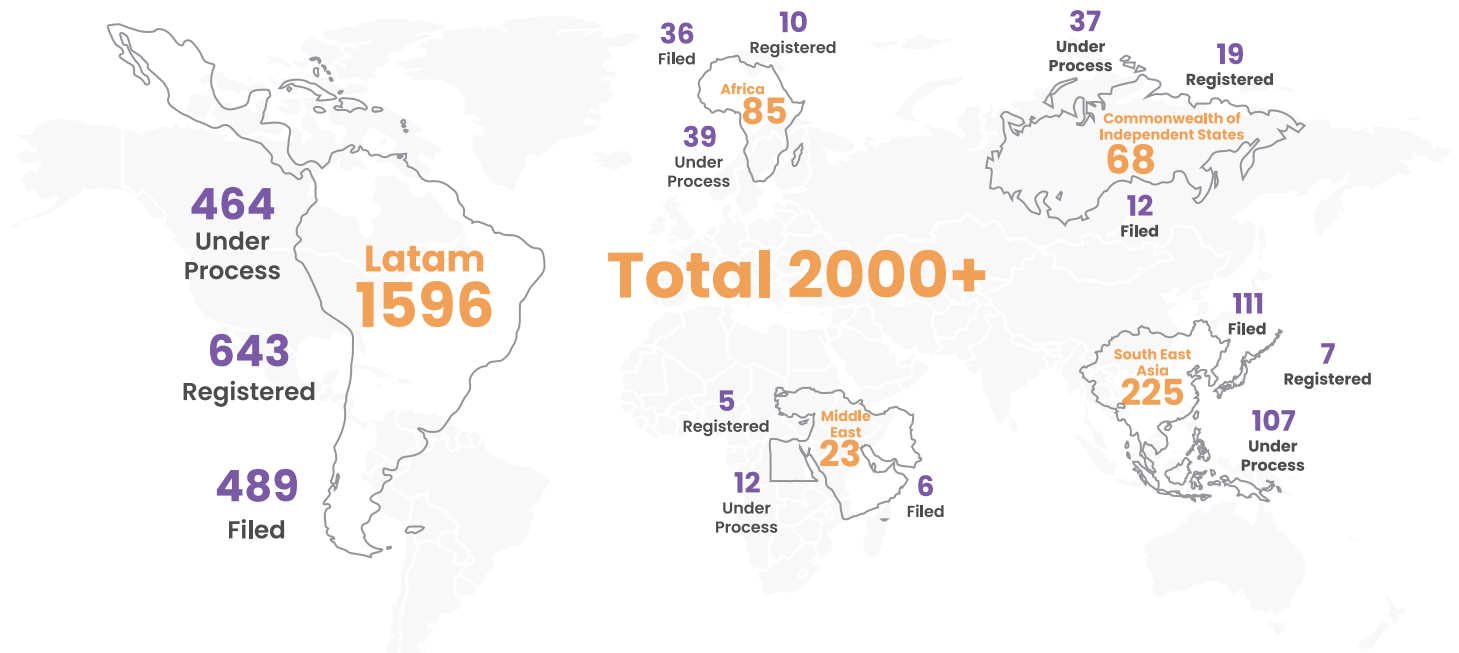 464
Under
Process
643
Registered
489
Filed
Latam
1596
36
Filed
10
Registered
Africa
85
39
Under
Process
37
Under
Process
19
Registered
Commonwealth of
Independent States
68
12
Filed
Total 2000+
5
Registered
Middle
East
23
12
Under
Process
6
Filed
111
Filed
South East
Asia
225
7
Registered
107
Under
Process